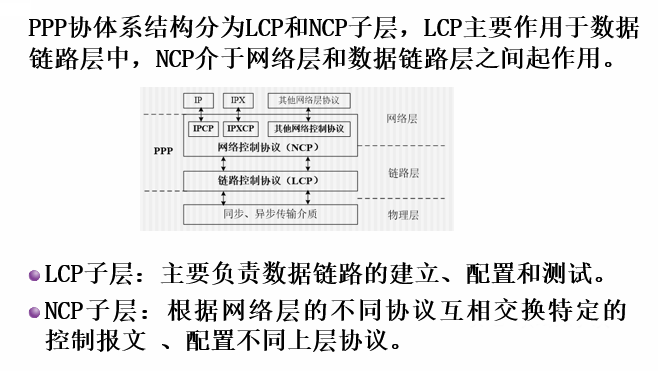 PPP协体系结构分为LCP和NCP子层，LCP主要作用于数据
链路层中，NCP介于网络层和数据链路层之间起作用。
IP IPX 其他网络层协议
网络层
IPCP IPXCP 其他网络控制协议
PPP
网络控制协议（NCP）
链路层
链路控制协议（LCP）
同步、异步传输介质
物理层
LCP子层：主要负责数据链路的建立、配置和测试。
NCP子层：根据网络层的不同协议互相交换特定的
控制报文 、配置不同上层协议。